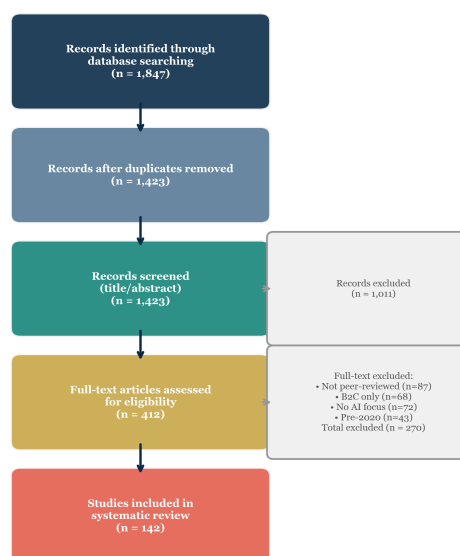 Records identified through
database searching
(n = 1,847)
Records after duplicates removed
(n = 1,423)
Records screened
(title/abstract)
(n = 1,423)
Records excluded
(n = 1,011)
Full-text articles assessed
for eligibility
(n = 412)
Full-text excluded:
• Not peer-reviewed (n=87)
• B2C only (n=68)
• No AI focus (n=72)
• Pre-2020 (n=43)
Total excluded (n = 270)
Studies included in
systematic review
(n = 142)